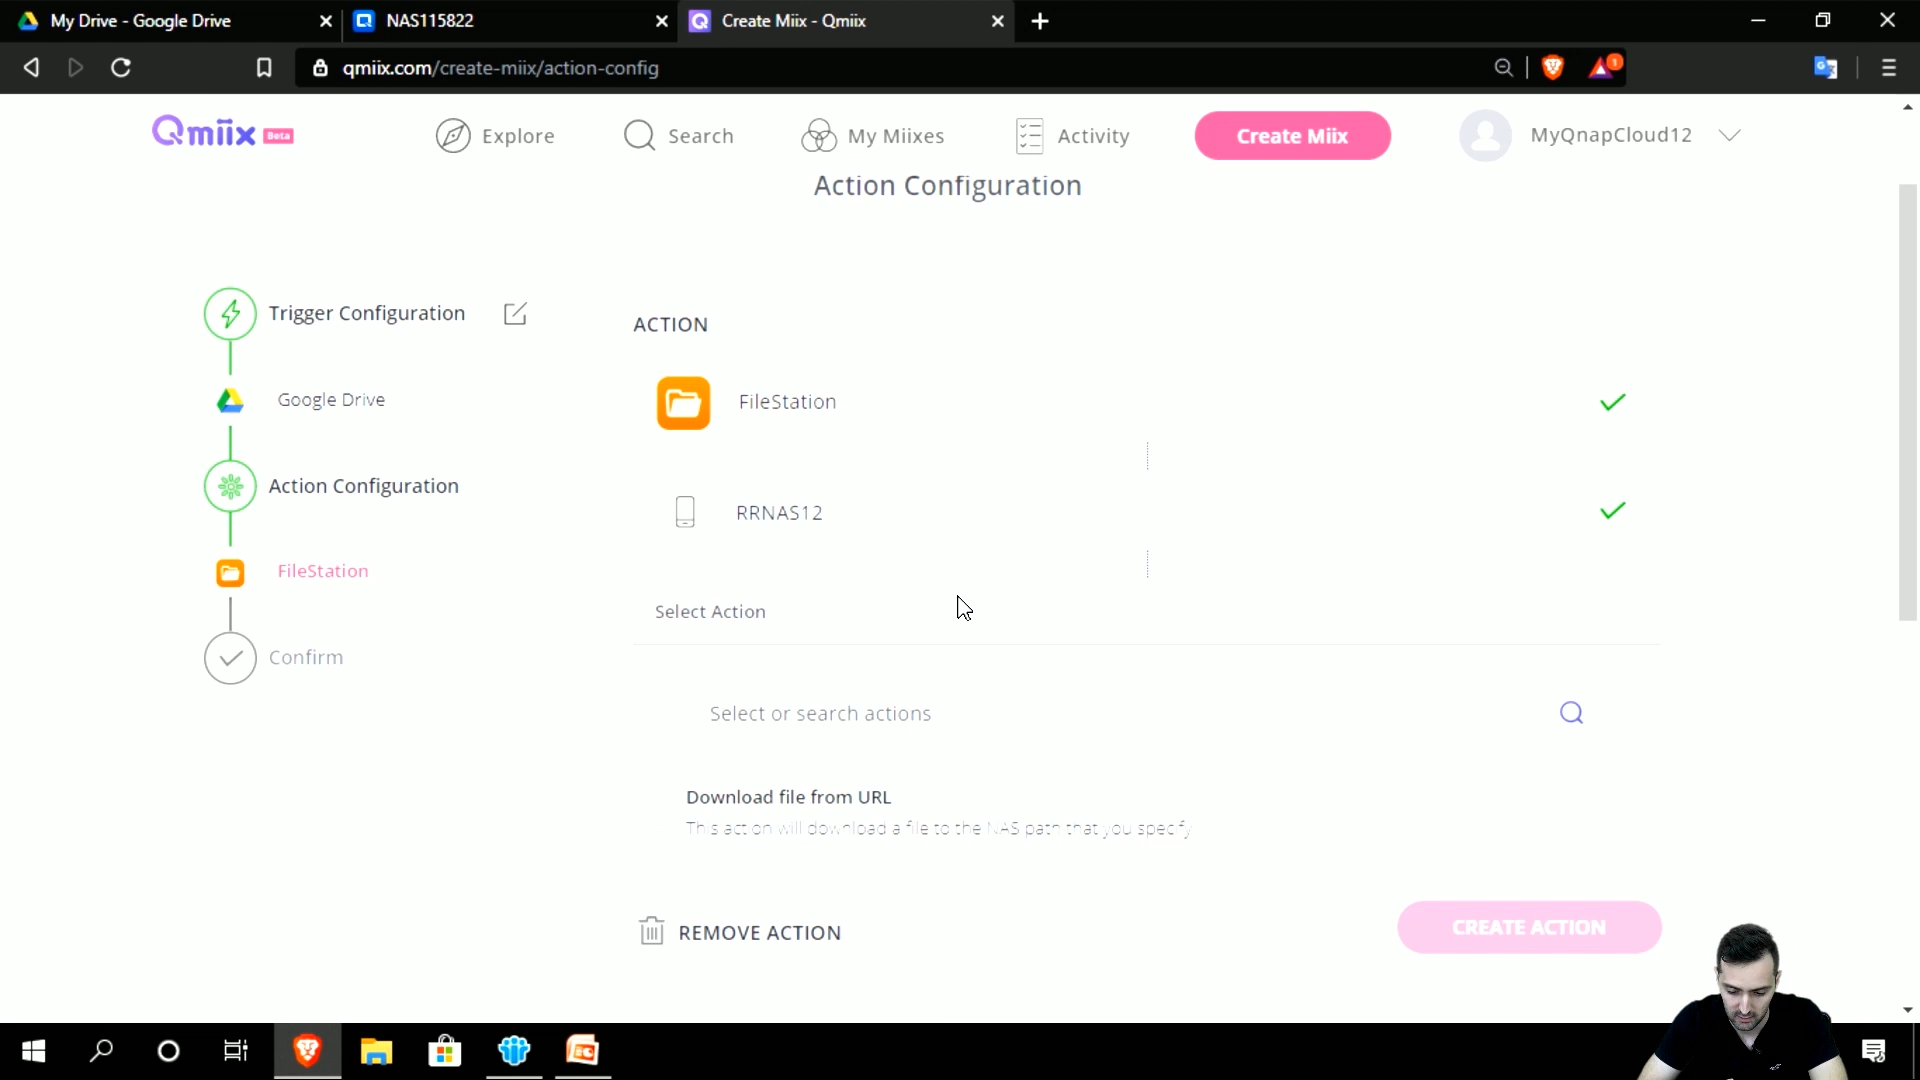 My Drive - Google Drive
NAS115822
Create Miix - Qmiix
qmiix.com/create-miix/action-config
1
Qmiix Beta
Explore
Search
My Miixes
Activity
Create Miix
MyQnapCloud12
Action Configuration
Trigger Configuration
Google Drive
Action Configuration
FileStation
Confirm
ACTION
FileStation
RRNAS12
Select Action
Select or search actions
Download file from URL
This action will download a file to the NAS path that you specify
REMOVE ACTION
CREATE ACTION